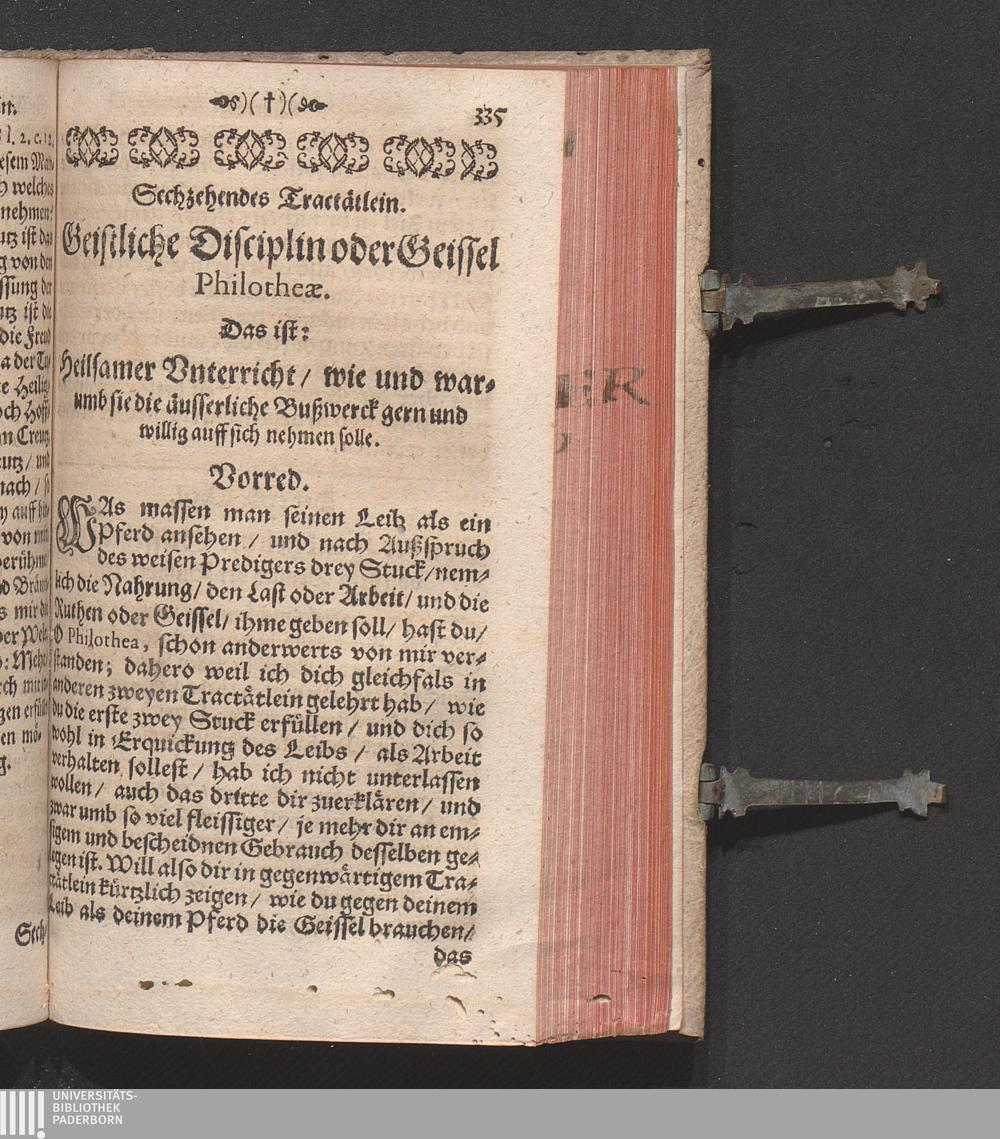 335
Sechzehendes Tractätlein.
Geistliche Disciplin oder Geissel
Philotheæ.
Das ist:
Heilsamer Vnterricht / wie und war-
umb sie die äusserliche Bußwerck gern und
willig auff sich nehmen solle.
Vorred.
WAs massen man seinen Leib als ein
Pferd ansehen / und nach Außspruch
des weisen Predigers drey Stuck / nem-
lich die Nahrung / den Last oder Arbeit / und die
Ruthen oder Geissel / ihme geben soll / hast du /
O Philothea, schon anderwerts von mir ver-
standen; dahero weil ich dich gleichfals in
anderen zweyen Tractätlein gelehrt hab / wie
du die erste zwey Stuck erfüllen / und dich so
wohl in Erquickung des Leibs / als Arbeit
verhalten sollest / hab ich nicht unterlassen
wollen / auch das dritte dir zuerklären / und
zwar umb so viel fleissiger / je mehr dir an em-
sigem und bescheidnen Gebrauch desselben ge-
legen ist. Will also dir in gegenwärtigem Tra-
ctätlein kürtzlich zeigen / wie du gegen deinem
Leib als deinem Pferd die Geissel brauchen /
das
UNIVERSITÄTS-
BIBLIOTHEK
PADERBORN